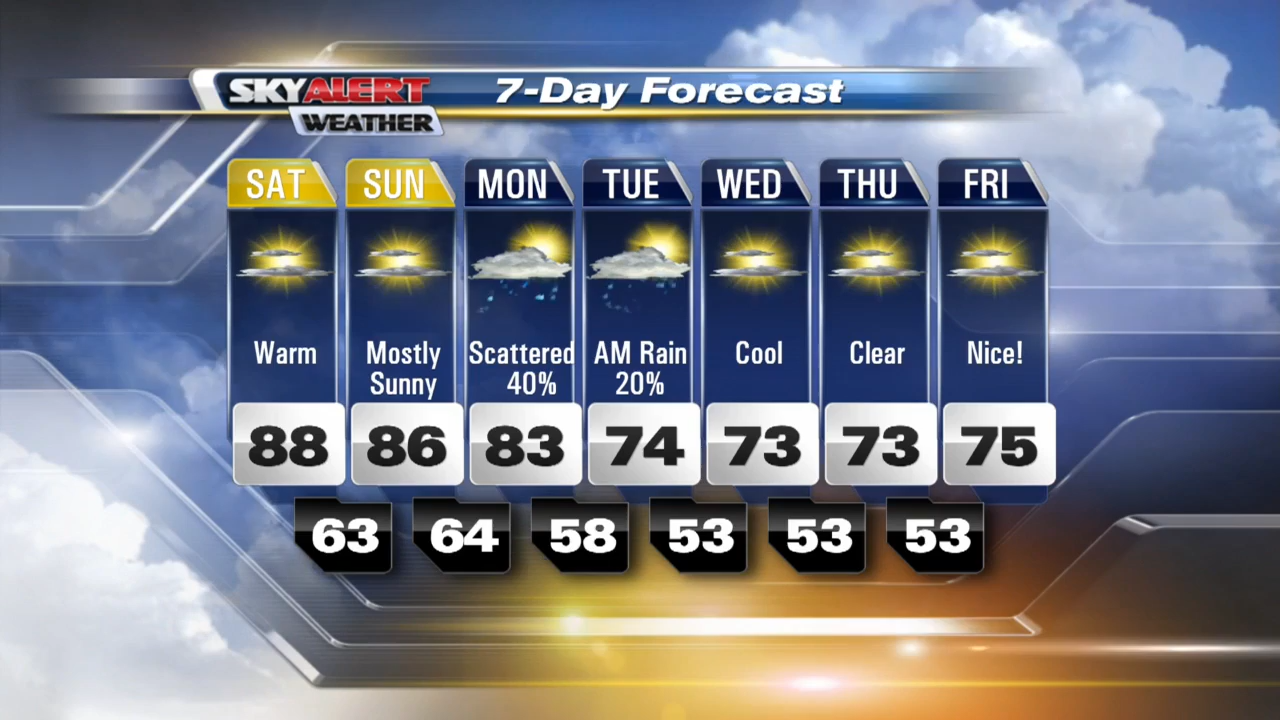 SKYALERT
WEATHER
7-Day Forecast
SAT SUN MON TUE WED THU FRI
Warm Mostly Scattered AM Rain Cool Clear Nice!
Sunny 40% 20%
88 86 83 74 73 73 75
63 64 58 53 53 53